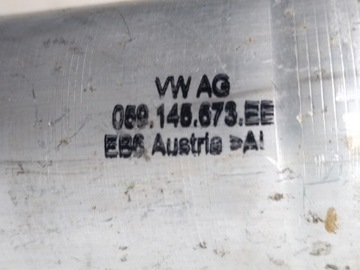 VW AG
059.145.673.EE
EBS Austria >Al